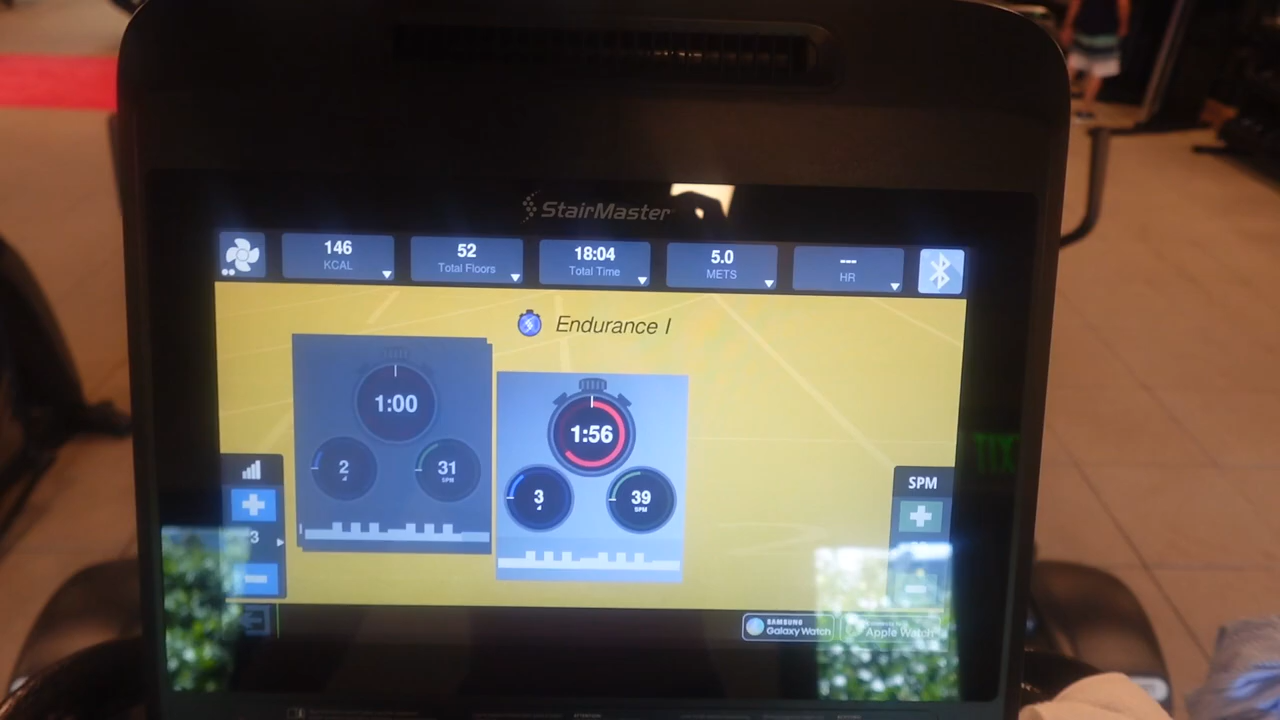 StairMaster
146
KCAL
52
Total Floors
18:04
Total Time
5.0
METS
---
HR
Endurance I
1:00
2
31
SPM
1:56
3
39
SPM
3
SPM
SAMSUNG
Galaxy Watch
Apple Watch